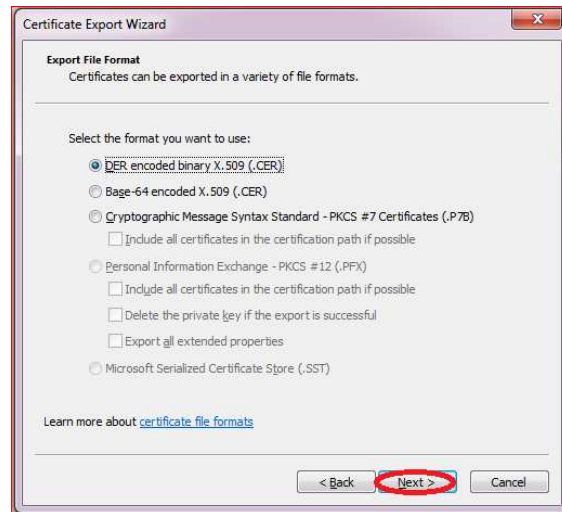 Certificate Export Wizard
Export File Format
Certificates can be exported in a variety of file formats.
Select the format you want to use:
DER encoded binary X.509 (.CER)
Base-64 encoded X.509 (.CER)
Cryptographic Message Syntax Standard - PKCS #7 Certificates (.P7B)
Include all certificates in the certification path if possible
Personal Information Exchange - PKCS #12 (.PFX)
Include all certificates in the certification path if possible
Delete the private key if the export is successful
Export all extended properties
Microsoft Serialized Certificate Store (.SST)
Learn more about certificate file formats
< Back Next > Cancel